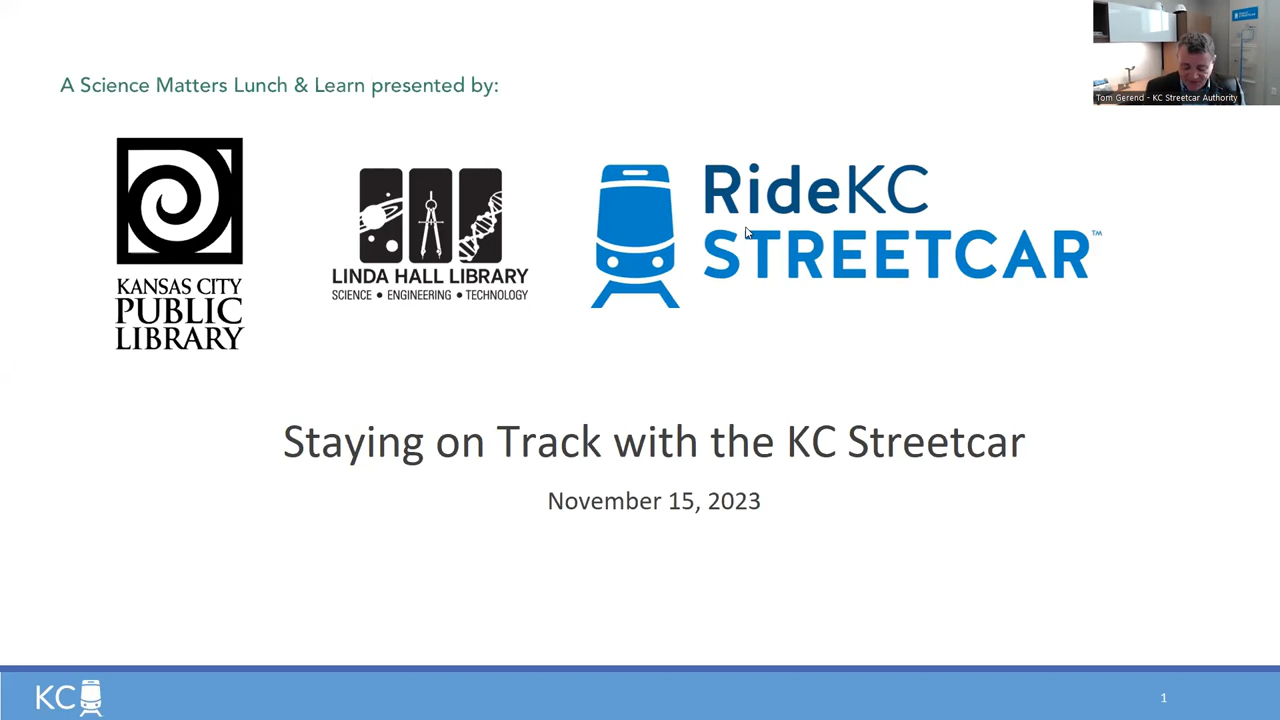 A Science Matters Lunch & Learn presented by:
Tom Gerend - KC Streetcar Authority
KANSAS CITY
PUBLIC
LIBRARY
LINDA HALL LIBRARY
SCIENCE • ENGINEERING • TECHNOLOGY
RideKC
STREETCAR™
Staying on Track with the KC Streetcar
November 15, 2023
KC
1